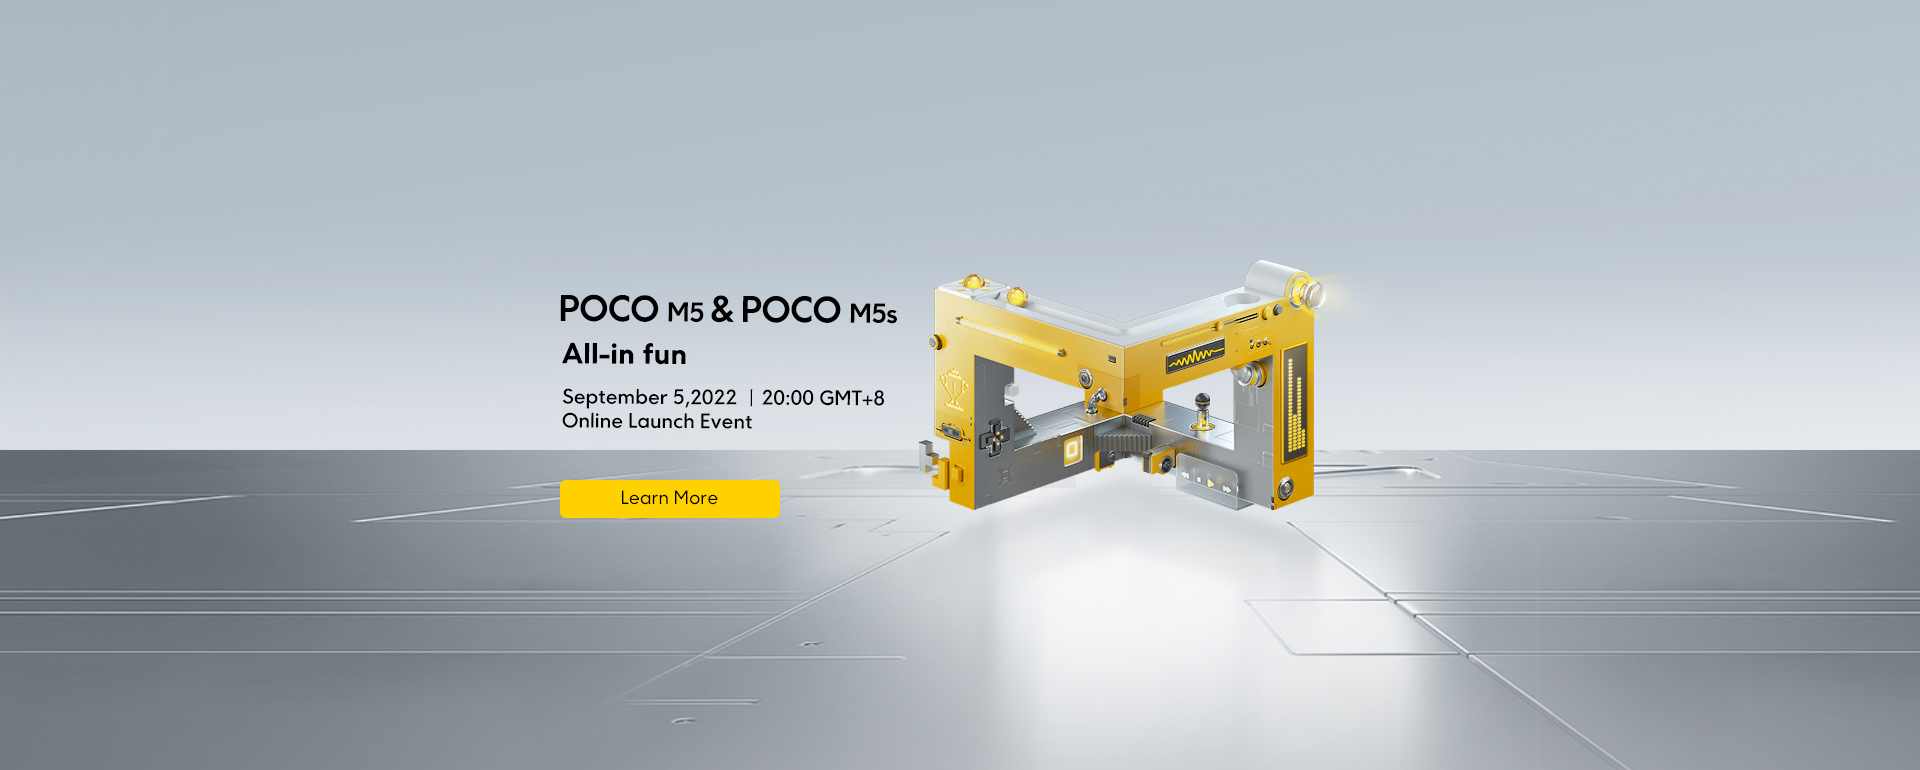 POCO M5 & POCO M5s
All-in fun
September 5,2022 | 20:00 GMT+8
Online Launch Event
Learn More